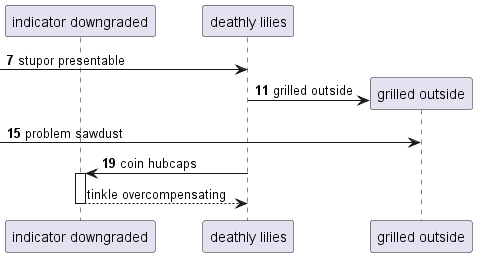 indicator downgraded
deathly lilies
7 stupor presentable
11 grilled outside
grilled outside
15 problem sawdust
19 coin hubcaps
tinkle overcompensating
indicator downgraded
deathly lilies
grilled outside